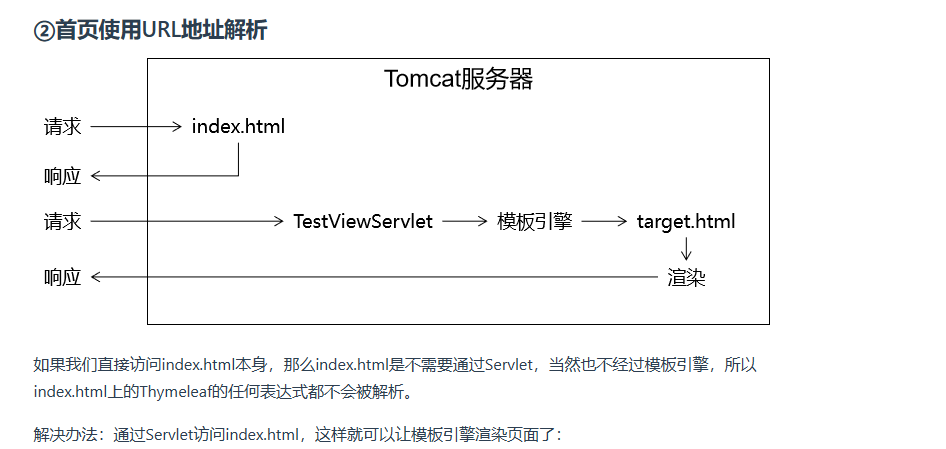 ②首页使用URL地址解析
Tomcat服务器
请求 index.html
响应
请求 TestViewServlet 模板引擎 target.html
响应 渲染
如果我们直接访问index.html本身，那么index.html是不需要通过Servlet，当然也不经过模板引擎，所以
index.html上的Thymeleaf的任何表达式都不会被解析。
解决办法：通过Servlet访问index.html，这样就可以让模板引擎渲染页面了：